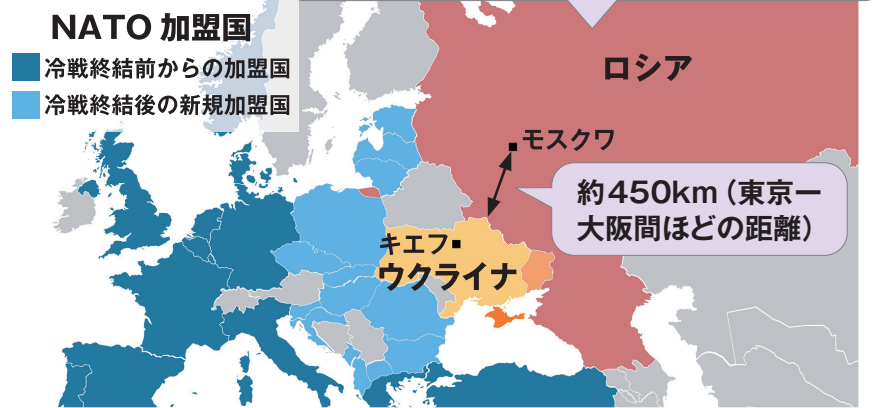 NATO 加盟国
冷戦終結前からの加盟国
冷戦終結後の新規加盟国
ロシア
モスクワ
約450km（東京ー
大阪間ほどの距離）
キエフ
ウクライナ